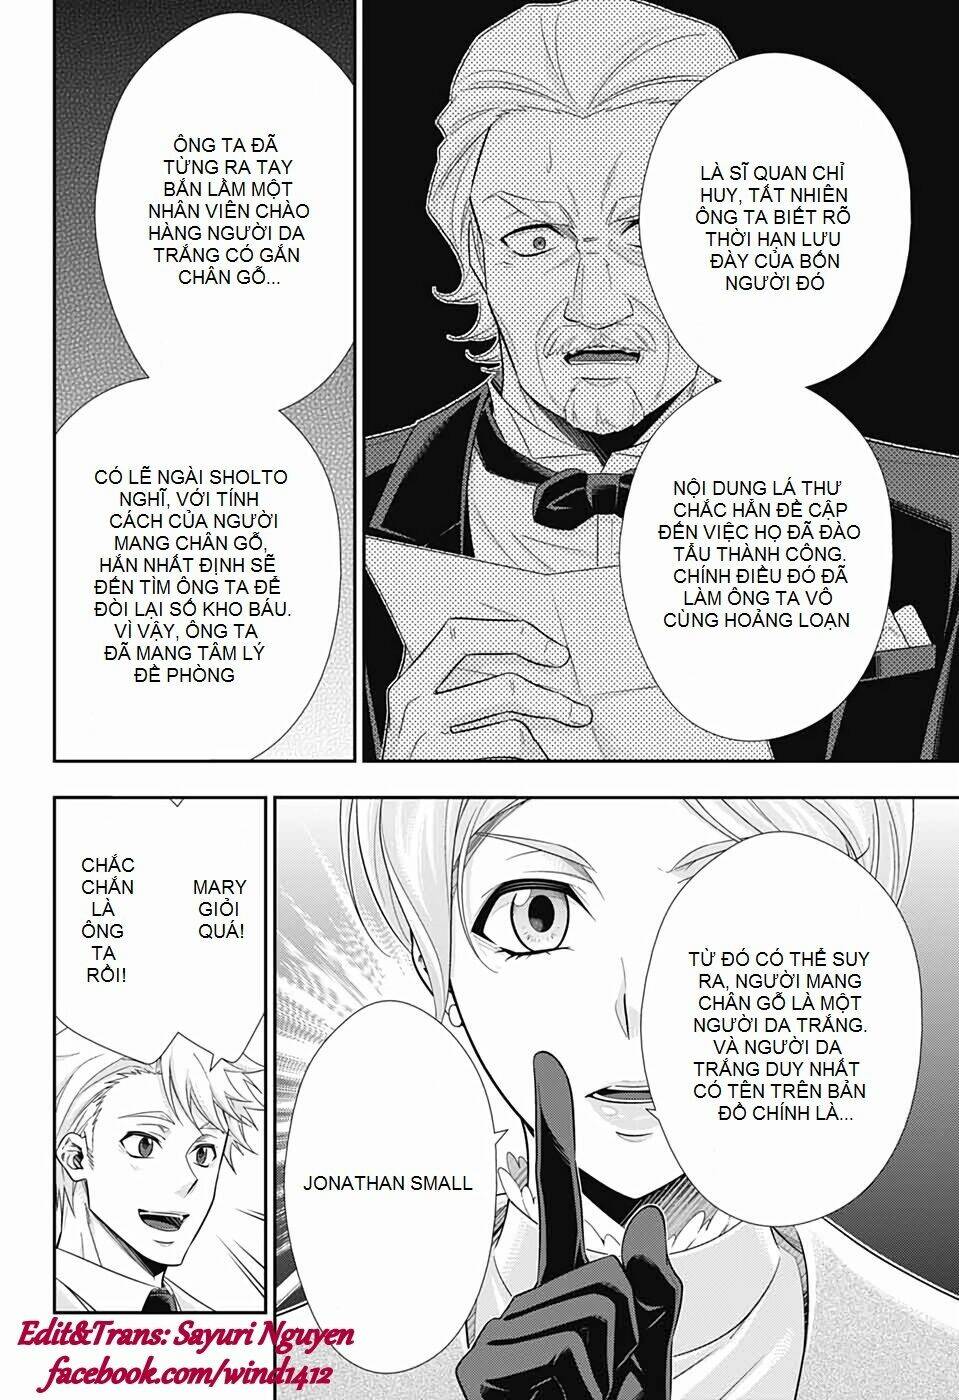 LÀ SĨ QUAN CHỈ
HUY, TẤT NHIÊN
ÔNG TA BIẾT RÕ
THỜI HẠN LƯU
ĐÀY CỦA BỐN
NGƯỜI ĐÓ
NỘI DUNG LÁ THƯ
CHẮC HẲN ĐỀ CẬP
ĐẾN VIỆC HỌ ĐÃ ĐÀO
TẨU THÀNH CÔNG.
CHÍNH ĐIỀU ĐÓ ĐÃ
LÀM ÔNG TA VÔ
CÙNG HOẢNG LOẠN
ÔNG TA ĐÃ
TỪNG RA TAY
BẮN LẦM MỘT
NHÂN VIÊN CHÀO
HÀNG NGƯỜI DA
TRẮNG CÓ GẮN
CHÂN GỖ...
CÓ LẼ NGÀI SHOLTO
NGHĨ, VỚI TÍNH
CÁCH CỦA NGƯỜI
MANG CHÂN GỖ,
HẮN NHẤT ĐỊNH SẼ
ĐẾN TÌM ÔNG TA ĐỂ
ĐÒI LẠI SỐ KHO BÁU.
VÌ VẬY, ÔNG TA
ĐÃ MANG TÂM LÝ
ĐỀ PHÒNG
TỪ ĐÓ CÓ THỂ SUY
RA, NGƯỜI MANG
CHÂN GỖ LÀ MỘT
NGƯỜI DA TRẮNG.
VÀ NGƯỜI DA
TRẮNG DUY NHẤT
CÓ TÊN TRÊN BẢN
ĐỒ CHÍNH LÀ...
JONATHAN SMALL
MARY
GIỎI
QUÁ!
CHẮC
CHẮN
LÀ
ÔNG
TA
RỒI!
Edit&Trans: Sayuri Nguyen
facebook.com/wind1412